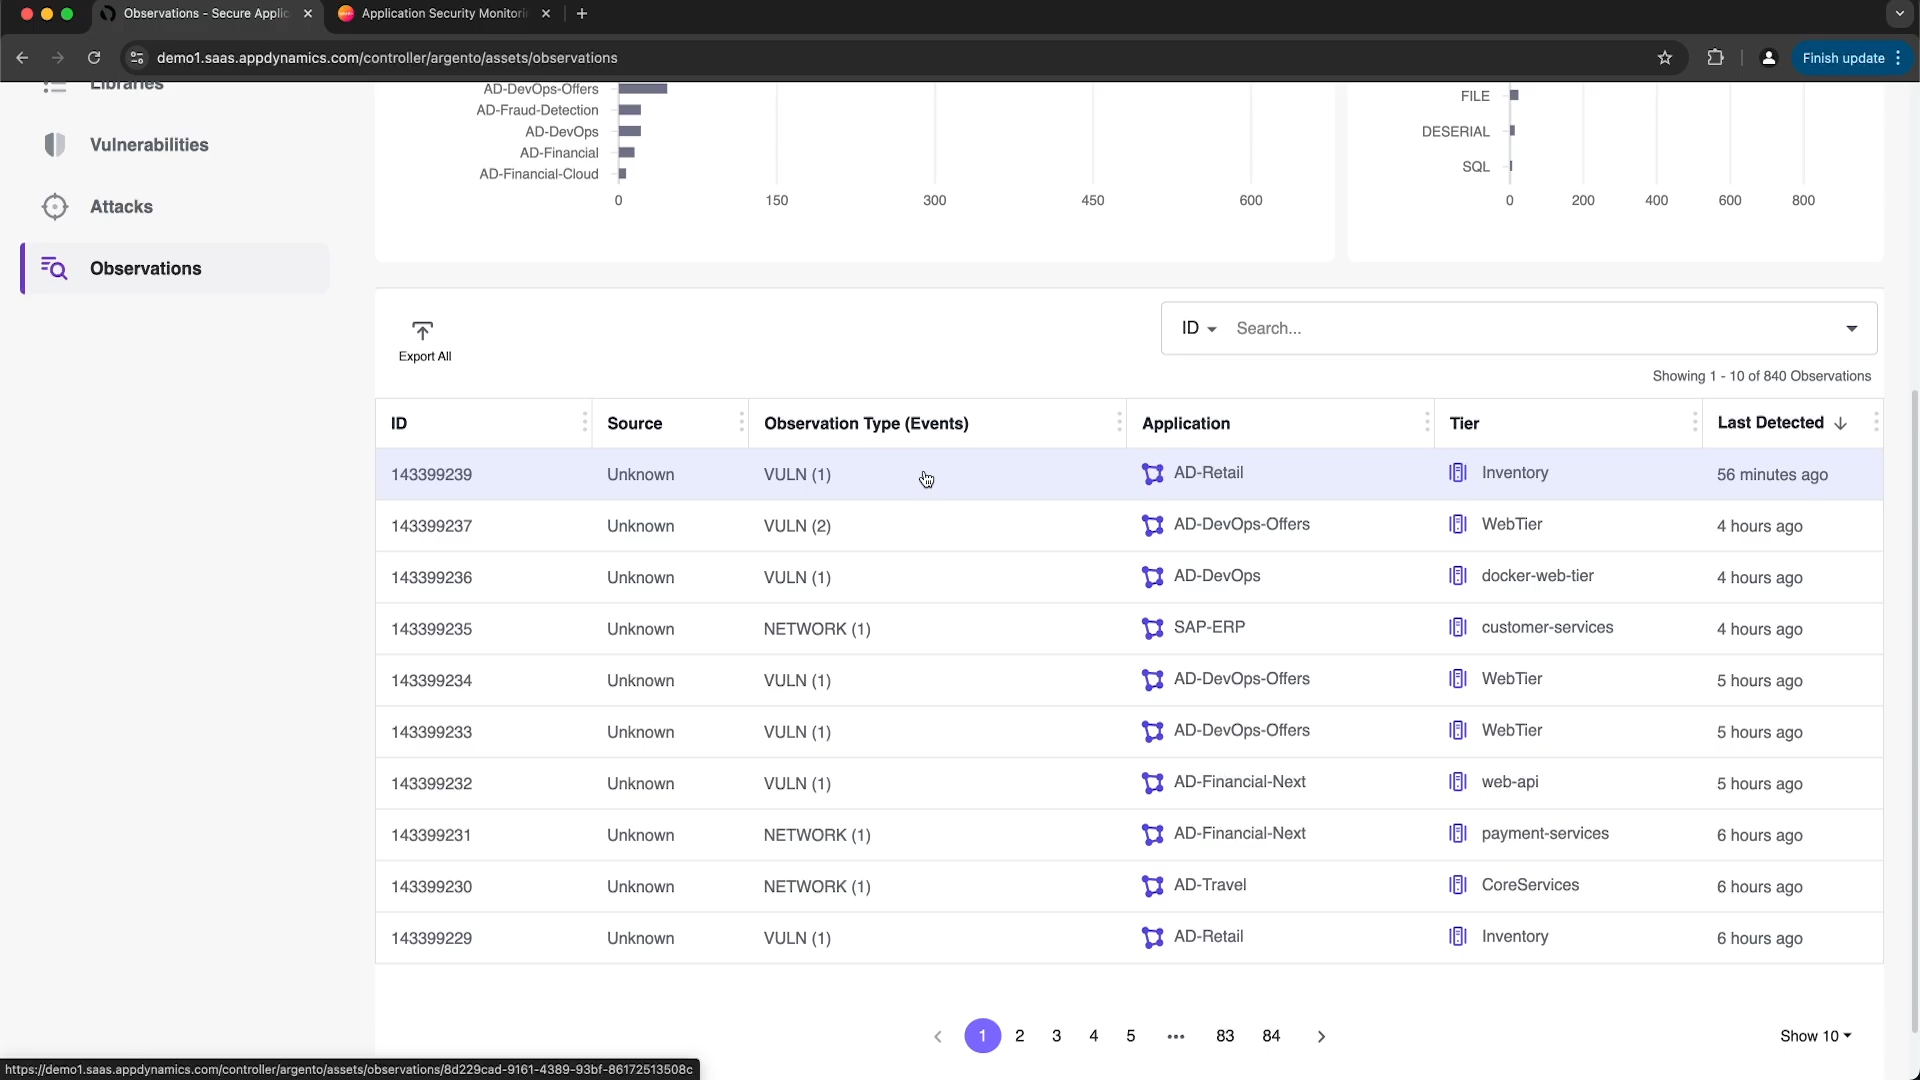 Observations - Secure Applic
Application Security Monitorin
demo1.saas.appdynamics.com/controller/argento/assets/observations
Finish update
Libraries
Vulnerabilities
Attacks
Observations
AD-DevOps-Offers
AD-Fraud-Detection
AD-DevOps
AD-Financial
AD-Financial-Cloud
0 150 300 450 600
FILE
DESERIAL
SQL
0 200 400 600 800
Export All
ID Search...
Showing 1 - 10 of 840 Observations
ID Source Observation Type (Events) Application Tier Last Detected
143399239 Unknown VULN (1) AD-Retail Inventory 56 minutes ago
143399237 Unknown VULN (2) AD-DevOps-Offers WebTier 4 hours ago
143399236 Unknown VULN (1) AD-DevOps docker-web-tier 4 hours ago
143399235 Unknown NETWORK (1) SAP-ERP customer-services 4 hours ago
143399234 Unknown VULN (1) AD-DevOps-Offers WebTier 5 hours ago
143399233 Unknown VULN (1) AD-DevOps-Offers WebTier 5 hours ago
143399232 Unknown VULN (1) AD-Financial-Next web-api 5 hours ago
143399231 Unknown NETWORK (1) AD-Financial-Next payment-services 6 hours ago
143399230 Unknown NETWORK (1) AD-Travel CoreServices 6 hours ago
143399229 Unknown VULN (1) AD-Retail Inventory 6 hours ago
1 2 3 4 5 ••• 83 84
Show 10
https://demo1.saas.appdynamics.com/controller/argento/assets/observations/8d229cad-9161-4389-93bf-86172513508c